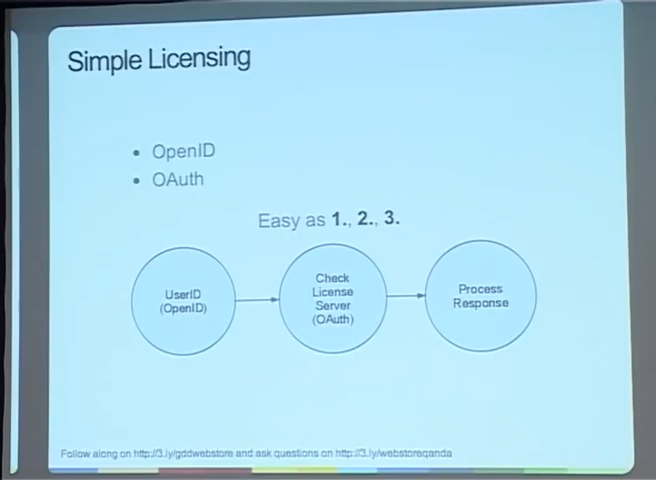 Simple Licensing
• OpenID
• OAuth
Easy as 1., 2., 3.
UserID
(OpenID)
Check
License
Server
(OAuth)
Process
Response
Follow along on http://3.ly/gddwebstore and ask questions on http://3.ly/webstoreqanda